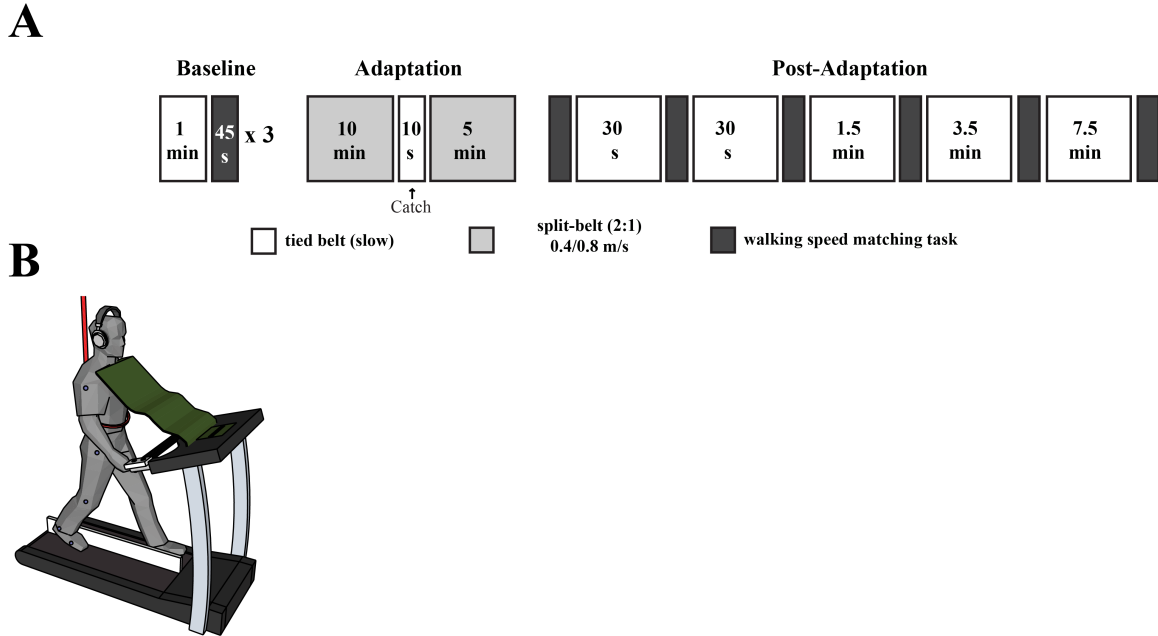 A
Baseline
Adaptation
Post-Adaptation
1
min
45
s
x 3
10
min
10
s
5
min
30
s
30
s
1.5
min
3.5
min
7.5
min
↑
Catch
tied belt (slow)
split-belt (2:1)
0.4/0.8 m/s
walking speed matching task
B